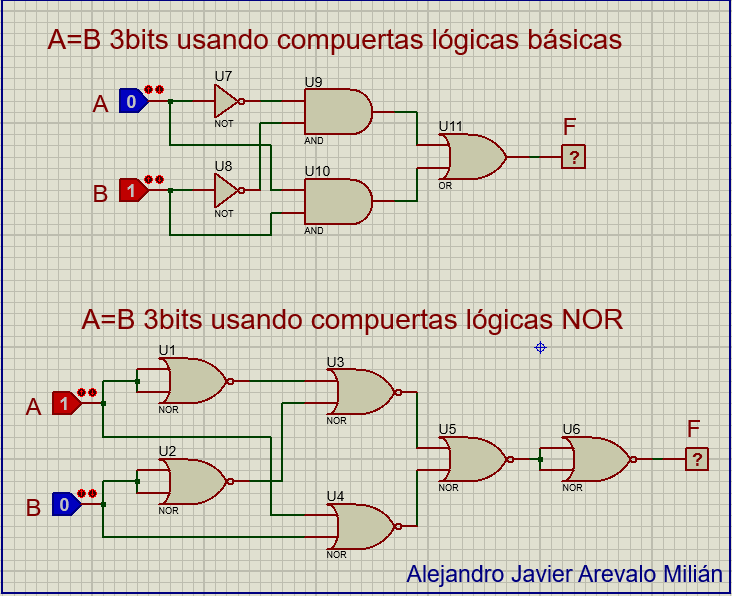 A=B 3bits usando compuertas lógicas básicas
U7
U9
A
0
NOT
U11
F
AND
?
U8
U10
B
1
OR
NOT
AND
A=B 3bits usando compuertas lógicas NOR
U1
U3
A
1
NOR
NOR
U5
U6
F
U2
?
B
0
U4
NOR
NOR
NOR
NOR
Alejandro Javier Arevalo Milián